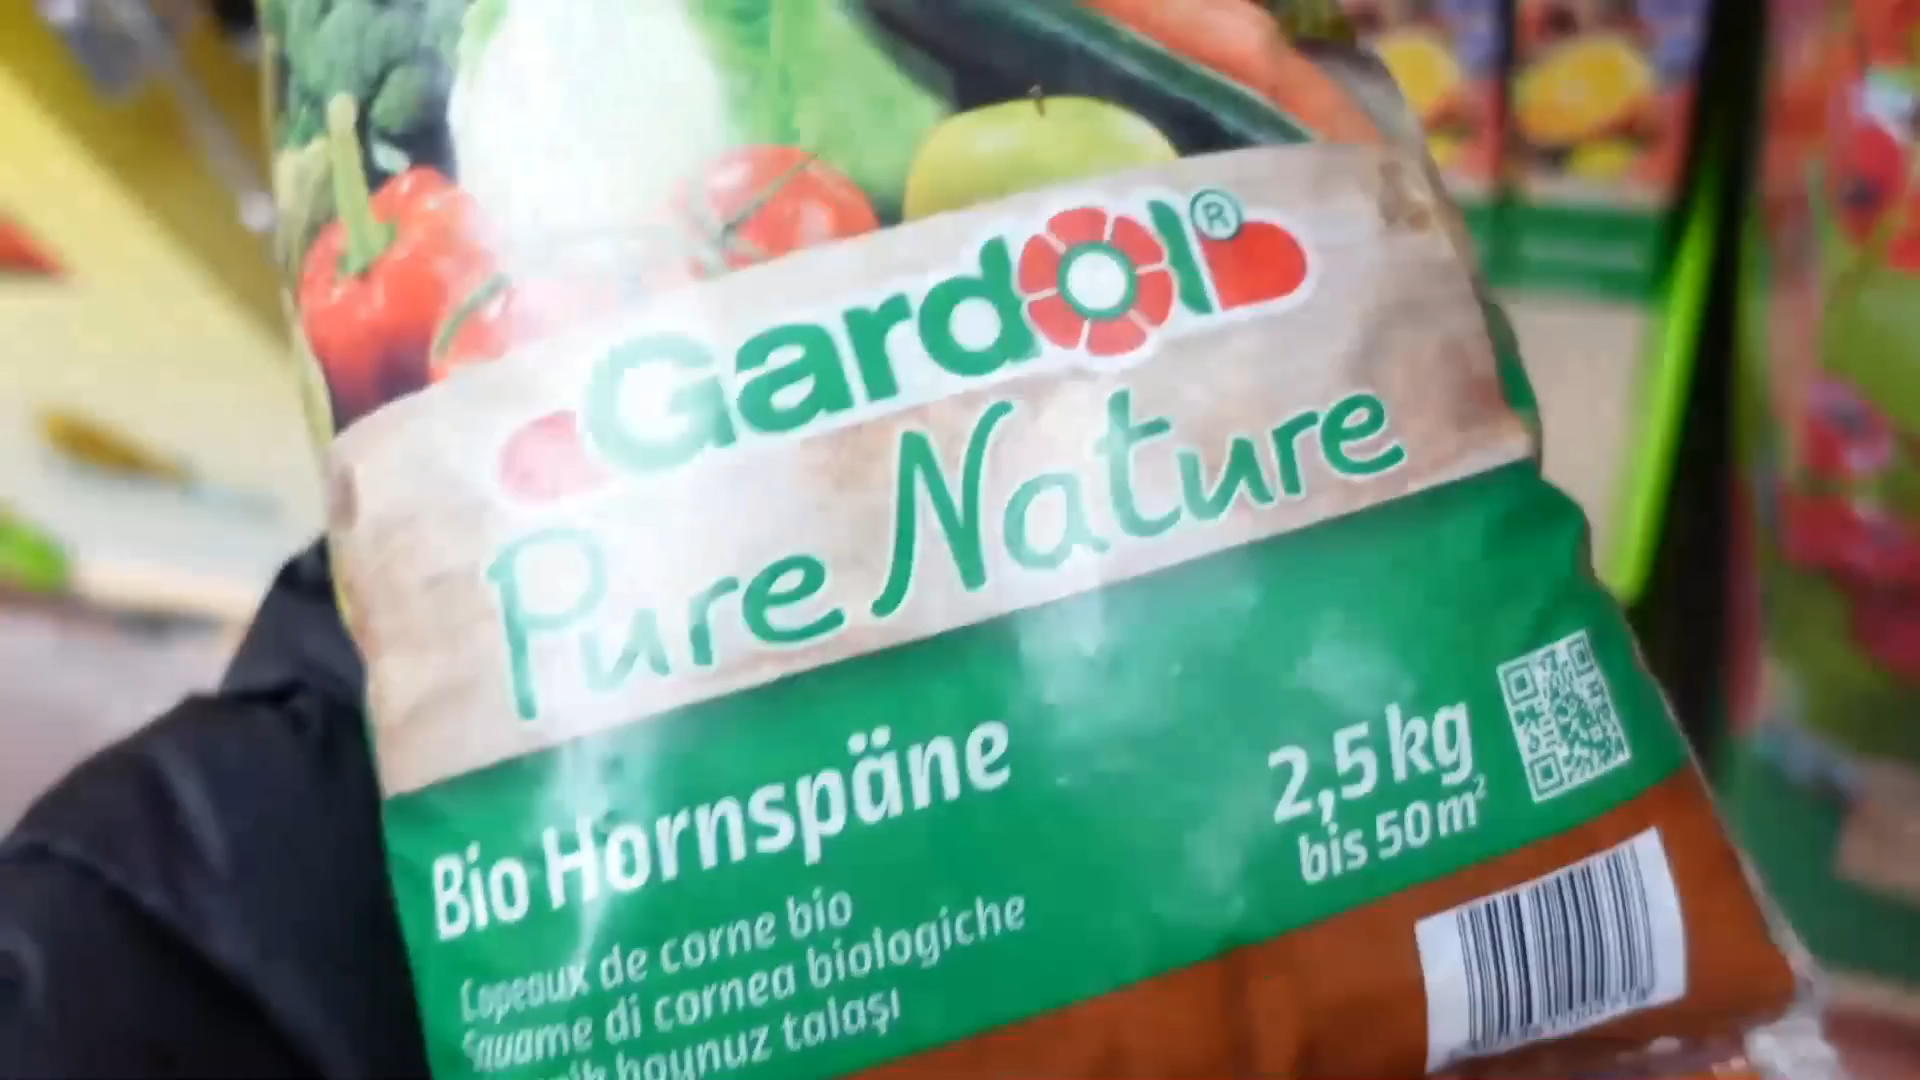 Gardol®
Pure Nature
Bio Hornspäne
2,5 kg
bis 50 m²
Copeaux de corne bio
Squame di cornea biologiche
boynuz talaşı